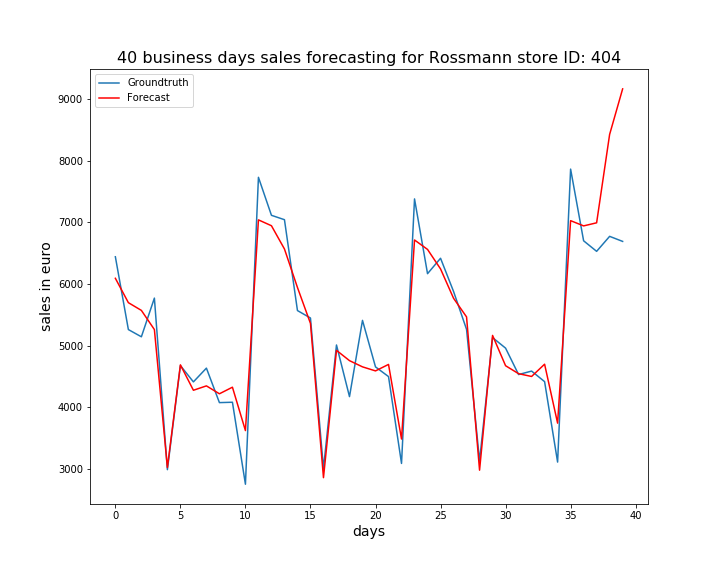 40 business days sales forecasting for Rossmann store ID: 404
Groundtruth
Forecast
9000
8000
7000
6000
5000
4000
3000
sales in euro
0 5 10 15 20 25 30 35 40
days